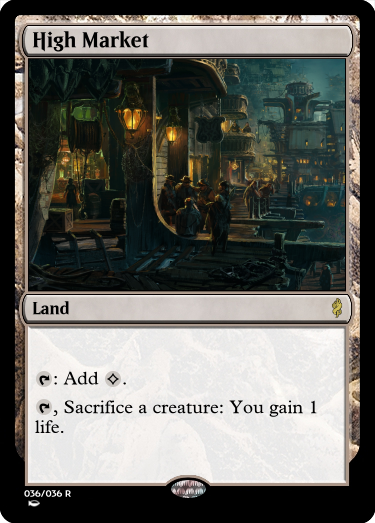 High Market
Land
: Add .
, Sacrifice a creature: You gain 1
life.
036/036 R